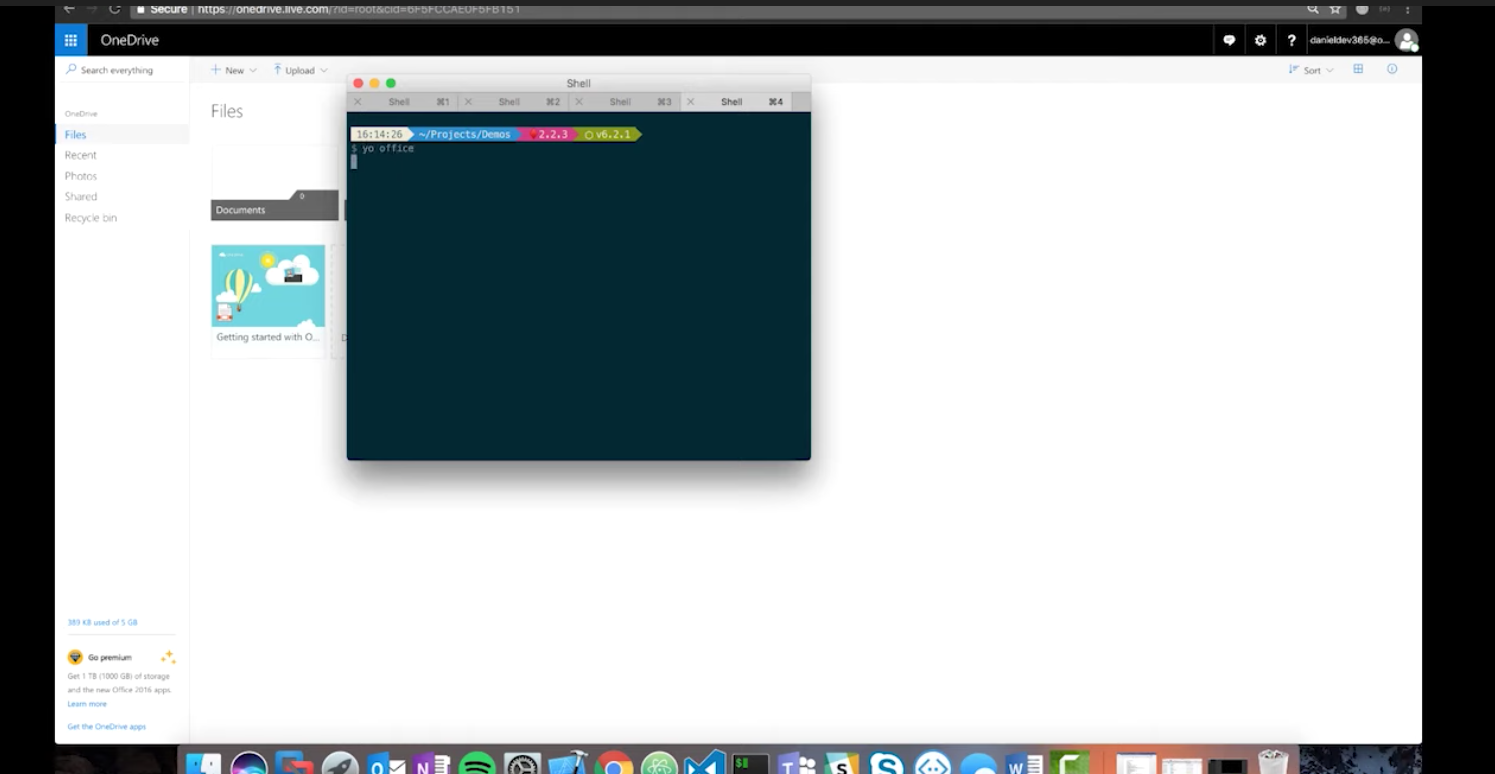 Secure | https://onedrive.live.com/?id=root&cid=6F5FCCAE0F5FB151
OneDrive
? danieldev365@o...
Search everything
New
Upload
Sort
OneDrive
Files
Recent
Photos
Shared
Recycle bin
Files
0
Documents
Getting started with O...
D
Shell
Shell ⌘1
Shell ⌘2
Shell ⌘3
Shell ⌘4
16:14:26 ~/Projects/Demos 2.2.3 v6.2.1
$ yo office
389 KB used of 5 GB
Go premium
Get 1 TB (1000 GB) of storage
and the new Office 2016 apps.
Learn more
Get the OneDrive apps